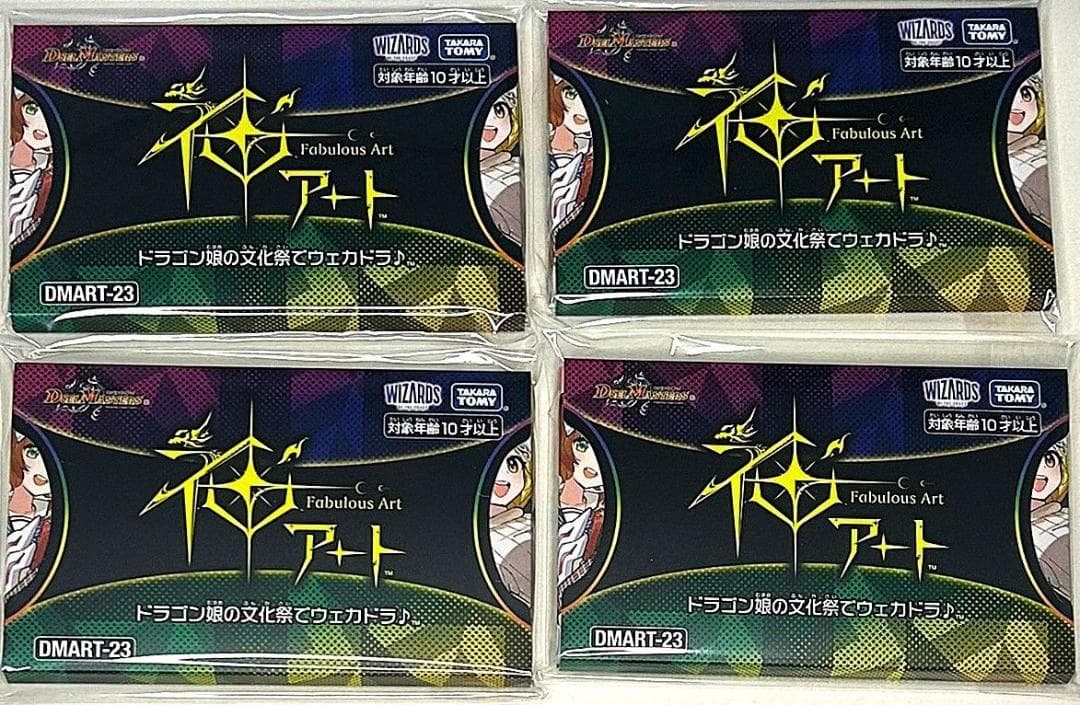 DUEL MASTERS
WIZARDS
TAKARA TOMY
対象年齢10才以上
神アート
Fabulous Art
ドラゴン娘の文化祭でウェカドラ♪™
DMART-23
DUEL MASTERS
WIZARDS
TAKARA TOMY
対象年齢10才以上
神アート
Fabulous Art
ドラゴン娘の文化祭でウェカドラ♪™
DMART-23
DUEL MASTERS
WIZARDS
TAKARA TOMY
対象年齢10才以上
神アート
Fabulous Art
ドラゴン娘の文化祭でウェカドラ♪™
DMART-23
DUEL MASTERS
WIZARDS
TAKARA TOMY
対象年齢10才以上
神アート
Fabulous Art
ドラゴン娘の文化祭でウェカドラ♪™
DMART-23